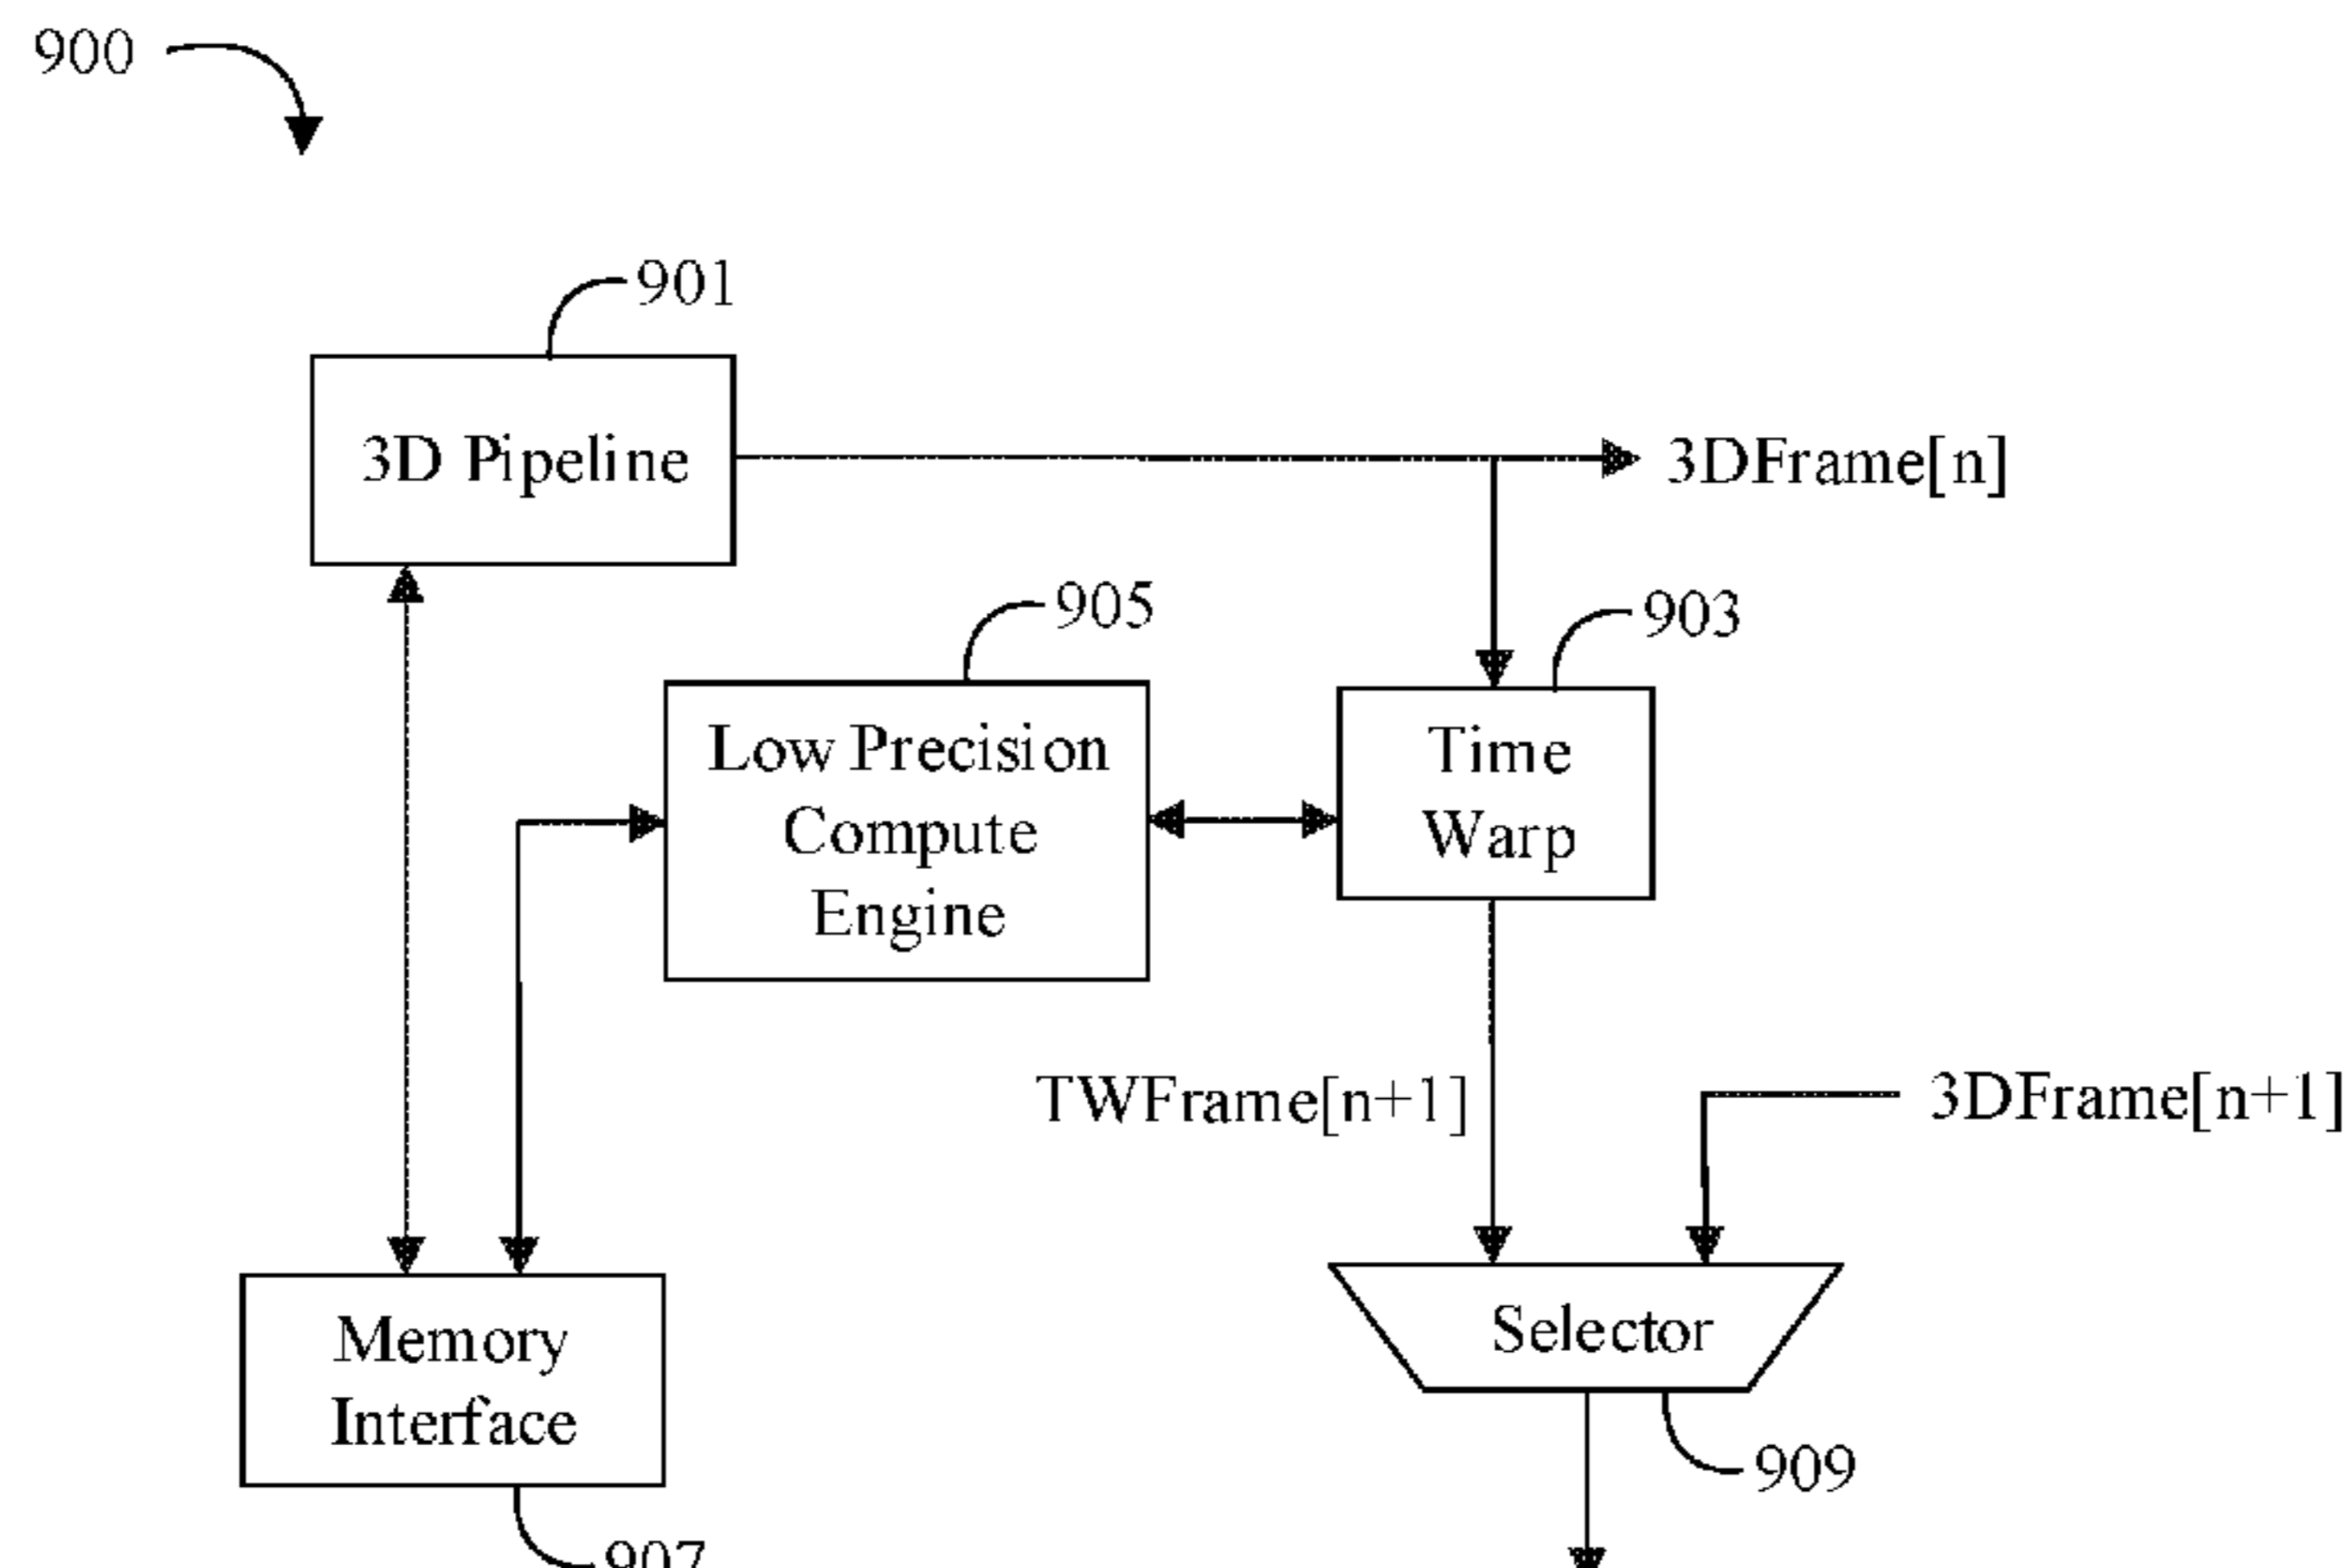 900
901
3D Pipeline
3DFrame[n]
905
903
Low Precision
Compute
Engine
Time
Warp
TWFrame[n+1]
3DFrame[n+1]
Selector
Memory
Interface
909
907